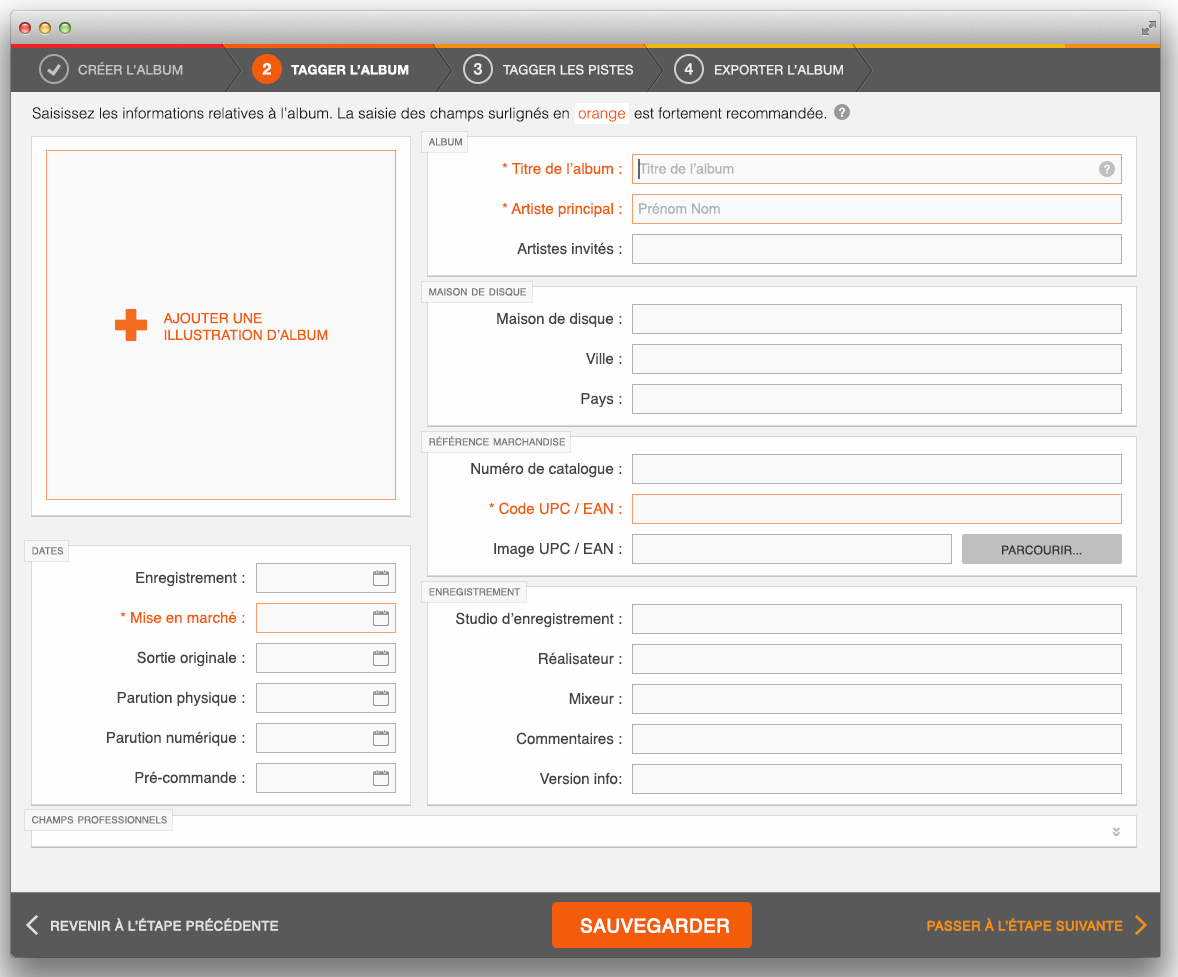 CRÉER L'ALBUM
2 TAGGER L'ALBUM
3 TAGGER LES PISTES
4 EXPORTER L'ALBUM
Saisissez les informations relatives à l'album. La saisie des champs surlignés en orange est fortement recommandée. ?
AJOUTER UNE
ILLUSTRATION D'ALBUM
DATES
Enregistrement :
* Mise en marché :
Sortie originale :
Parution physique :
Parution numérique :
Pré-commande :
ALBUM
* Titre de l'album : Titre de l'album ?
* Artiste principal : Prénom Nom
Artistes invités :
MAISON DE DISQUE
Maison de disque :
Ville :
Pays :
RÉFÉRENCE MARCHANDISE
Numéro de catalogue :
* Code UPC / EAN :
Image UPC / EAN : PARCOURIR...
ENREGISTREMENT
Studio d'enregistrement :
Réalisateur :
Mixeur :
Commentaires :
Version info:
CHAMPS PROFESSIONNELS
REVENIR À L'ÉTAPE PRÉCÉDENTE
SAUVEGARDER
PASSER À L'ÉTAPE SUIVANTE